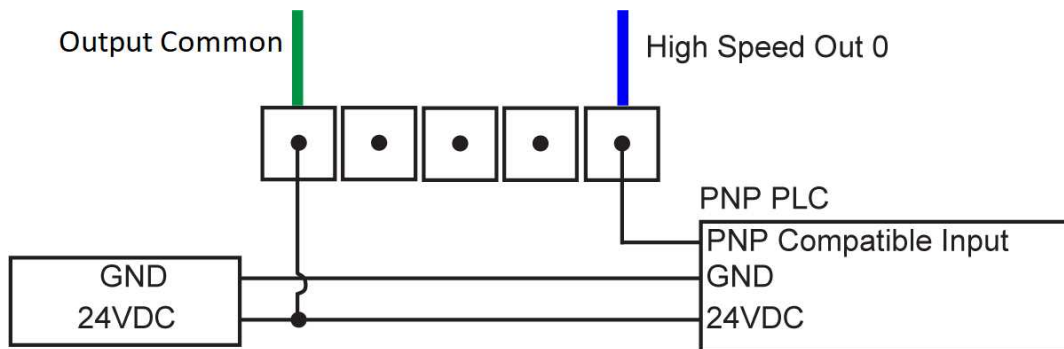 Output Common
High Speed Out 0
PNP PLC
PNP Compatible Input
GND
GND
24VDC
24VDC